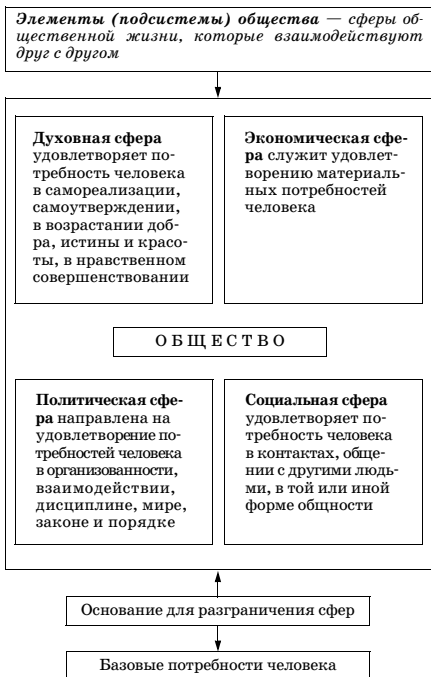 Элементы (подсистемы) общества — сферы об-
щественной жизни, которые взаимодействуют
друг с другом
Духовная сфера
удовлетворяет по-
требность человека
в самореализации,
самоутверждении,
в возрастании доб-
ра, истины и красо-
ты, в нравственном
совершенствовании
Экономическая сфе-
ра служит удовлет-
ворению материаль-
ных потребностей
человека
ОБЩЕСТВО
Политическая сфе-
ра направлена на
удовлетворение по-
требностей человека
в организованности,
взаимодействии,
дисциплине, мире,
законе и порядке
Социальная сфера
удовлетворяет по-
требность человека
в контактах, обще-
нии с другими людь-
ми, в той или иной
форме общности
Основание для разграничения сфер
Базовые потребности человека